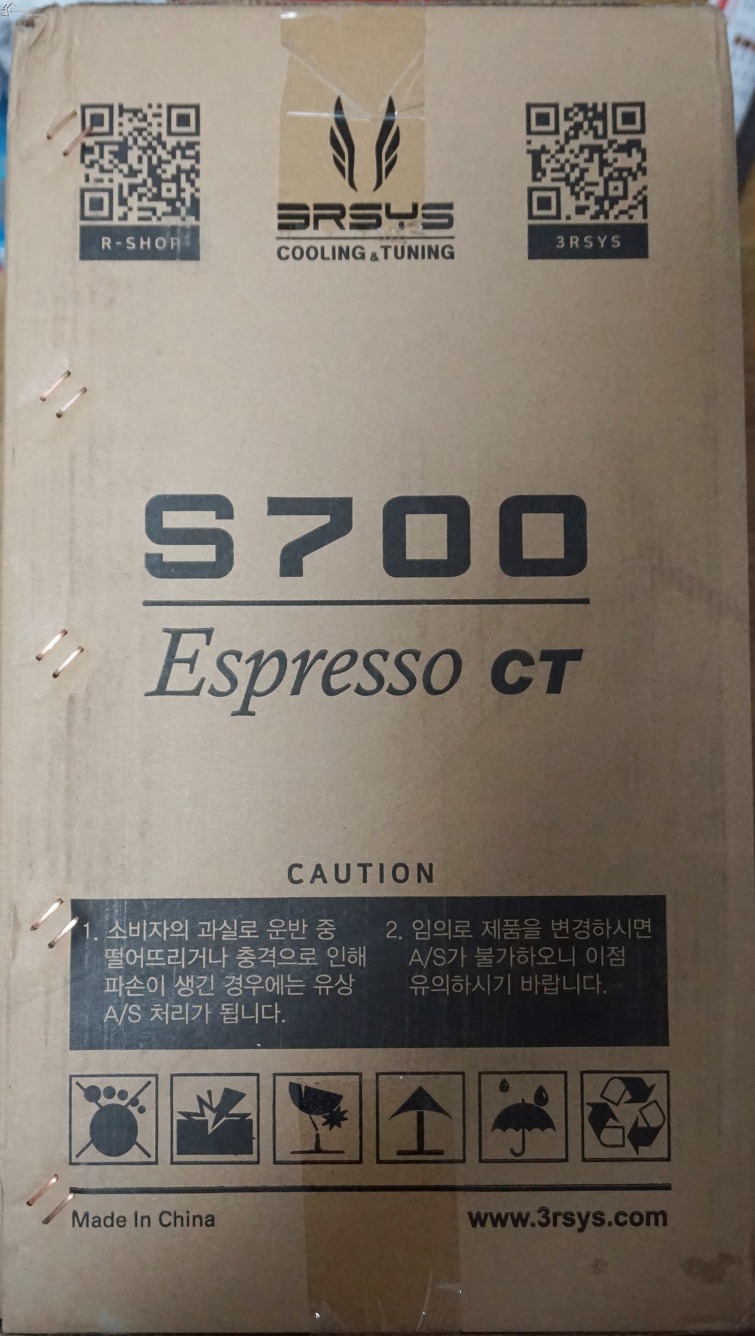 R-SHOP
3RSYS
COOLING & TUNING
3RSYS
S700
Espresso CT
CAUTION
1. 소비자의 과실로 운반 중
떨어뜨리거나 충격으로 인해
파손이 생긴 경우에는 유상
A/S 처리가 됩니다.
2. 임의로 제품을 변경하시면
A/S가 불가하오니 이점
유의하시기 바랍니다.
Made In China
www.3rsys.com